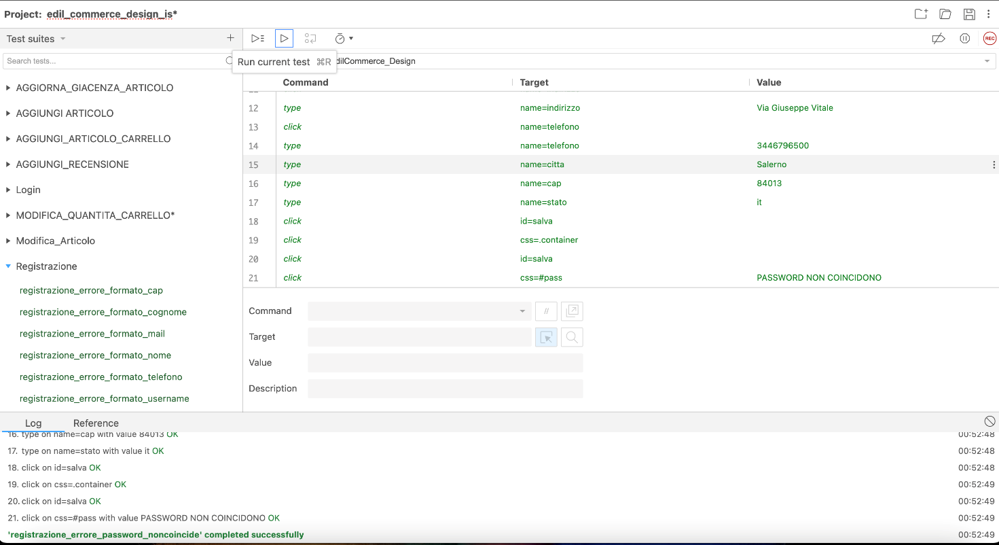 Project: edil_commerce_design_is*
Test suites
REC
Search tests...
Run current test ⌘R
dilCommerce_Design
Command Target Value
AGGIORNA_GIACENZA_ARTICOLO
AGGIUNGI ARTICOLO
AGGIUNGI_ARTICOLO_CARRELLO
AGGIUNGI_RECENSIONE
Login
MODIFICA_QUANTITA_CARRELLO*
Modifica_Articolo
Registrazione
registrazione_errore_formato_cap
registrazione_errore_formato_cognome
registrazione_errore_formato_mail
registrazione_errore_formato_nome
registrazione_errore_formato_telefono
registrazione_errore_formato_username
12 type name=indirizzo Via Giuseppe Vitale
13 click name=telefono
14 type name=telefono 3446796500
15 type name=citta Salerno
16 type name=cap 84013
17 type name=stato it
18 click id=salva
19 click css=.container
20 click id=salva
21 click css=#pass PASSWORD NON COINCIDONO
Command //
Target
Value
Description
Log Reference
16. type on name=cap with value 84013 OK 00:52:48
17. type on name=stato with value it OK 00:52:48
18. click on id=salva OK 00:52:48
19. click on css=.container OK 00:52:49
20. click on id=salva OK 00:52:49
21. click on css=#pass with value PASSWORD NON COINCIDONO OK 00:52:49
'registrazione_errore_password_noncoincide' completed successfully 00:52:49